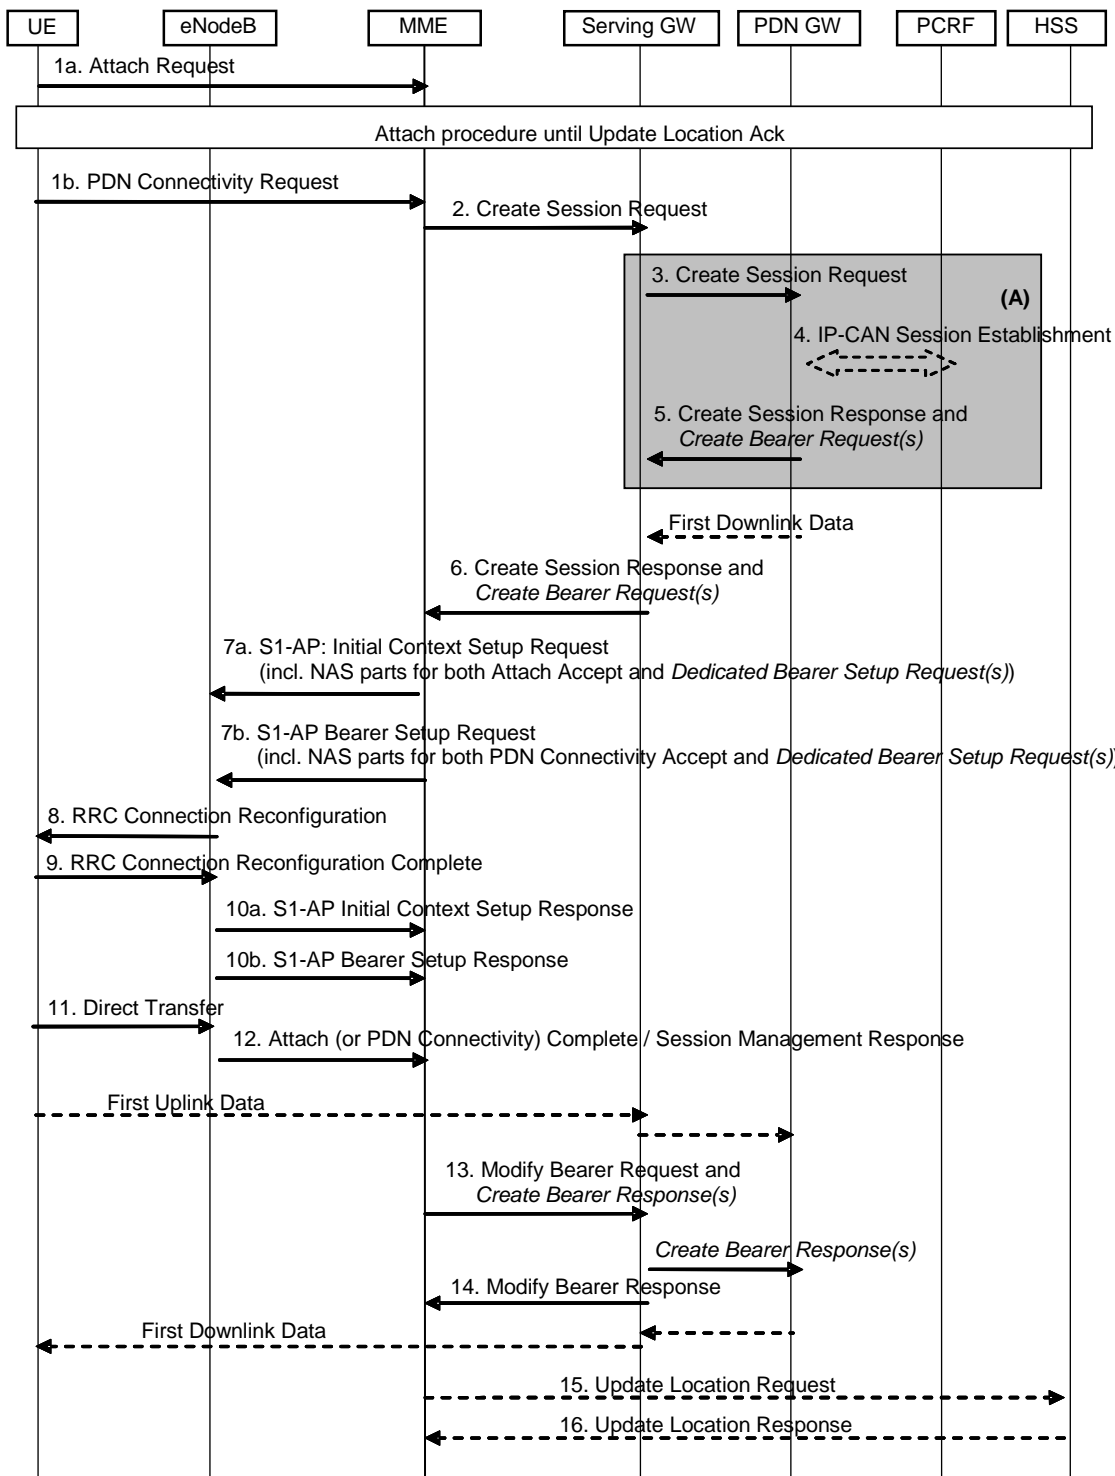 UE
eNodeB
MME
Serving GW
PDN GW
PCRF
HSS
1a. Attach Request
Attach procedure until Update Location Ack
1b. PDN Connectivity Request
2. Create Session Request
3. Create Session Request
(A)
4. IP-CAN Session Establishment
5. Create Session Response and
Create Bearer Request(s)
First Downlink Data
6. Create Session Response and
Create Bearer Request(s)
7a. S1-AP: Initial Context Setup Request
(incl. NAS parts for both Attach Accept and Dedicated Bearer Setup Request(s))
7b. S1-AP Bearer Setup Request
(incl. NAS parts for both PDN Connectivity Accept and Dedicated Bearer Setup Request(s))
8. RRC Connection Reconfiguration
9. RRC Connection Reconfiguration Complete
10a. S1-AP Initial Context Setup Response
10b. S1-AP Bearer Setup Response
11. Direct Transfer
12. Attach (or PDN Connectivity) Complete / Session Management Response
First Uplink Data
13. Modify Bearer Request and
Create Bearer Response(s)
Create Bearer Response(s)
14. Modify Bearer Response
First Downlink Data
15. Update Location Request
16. Update Location Response